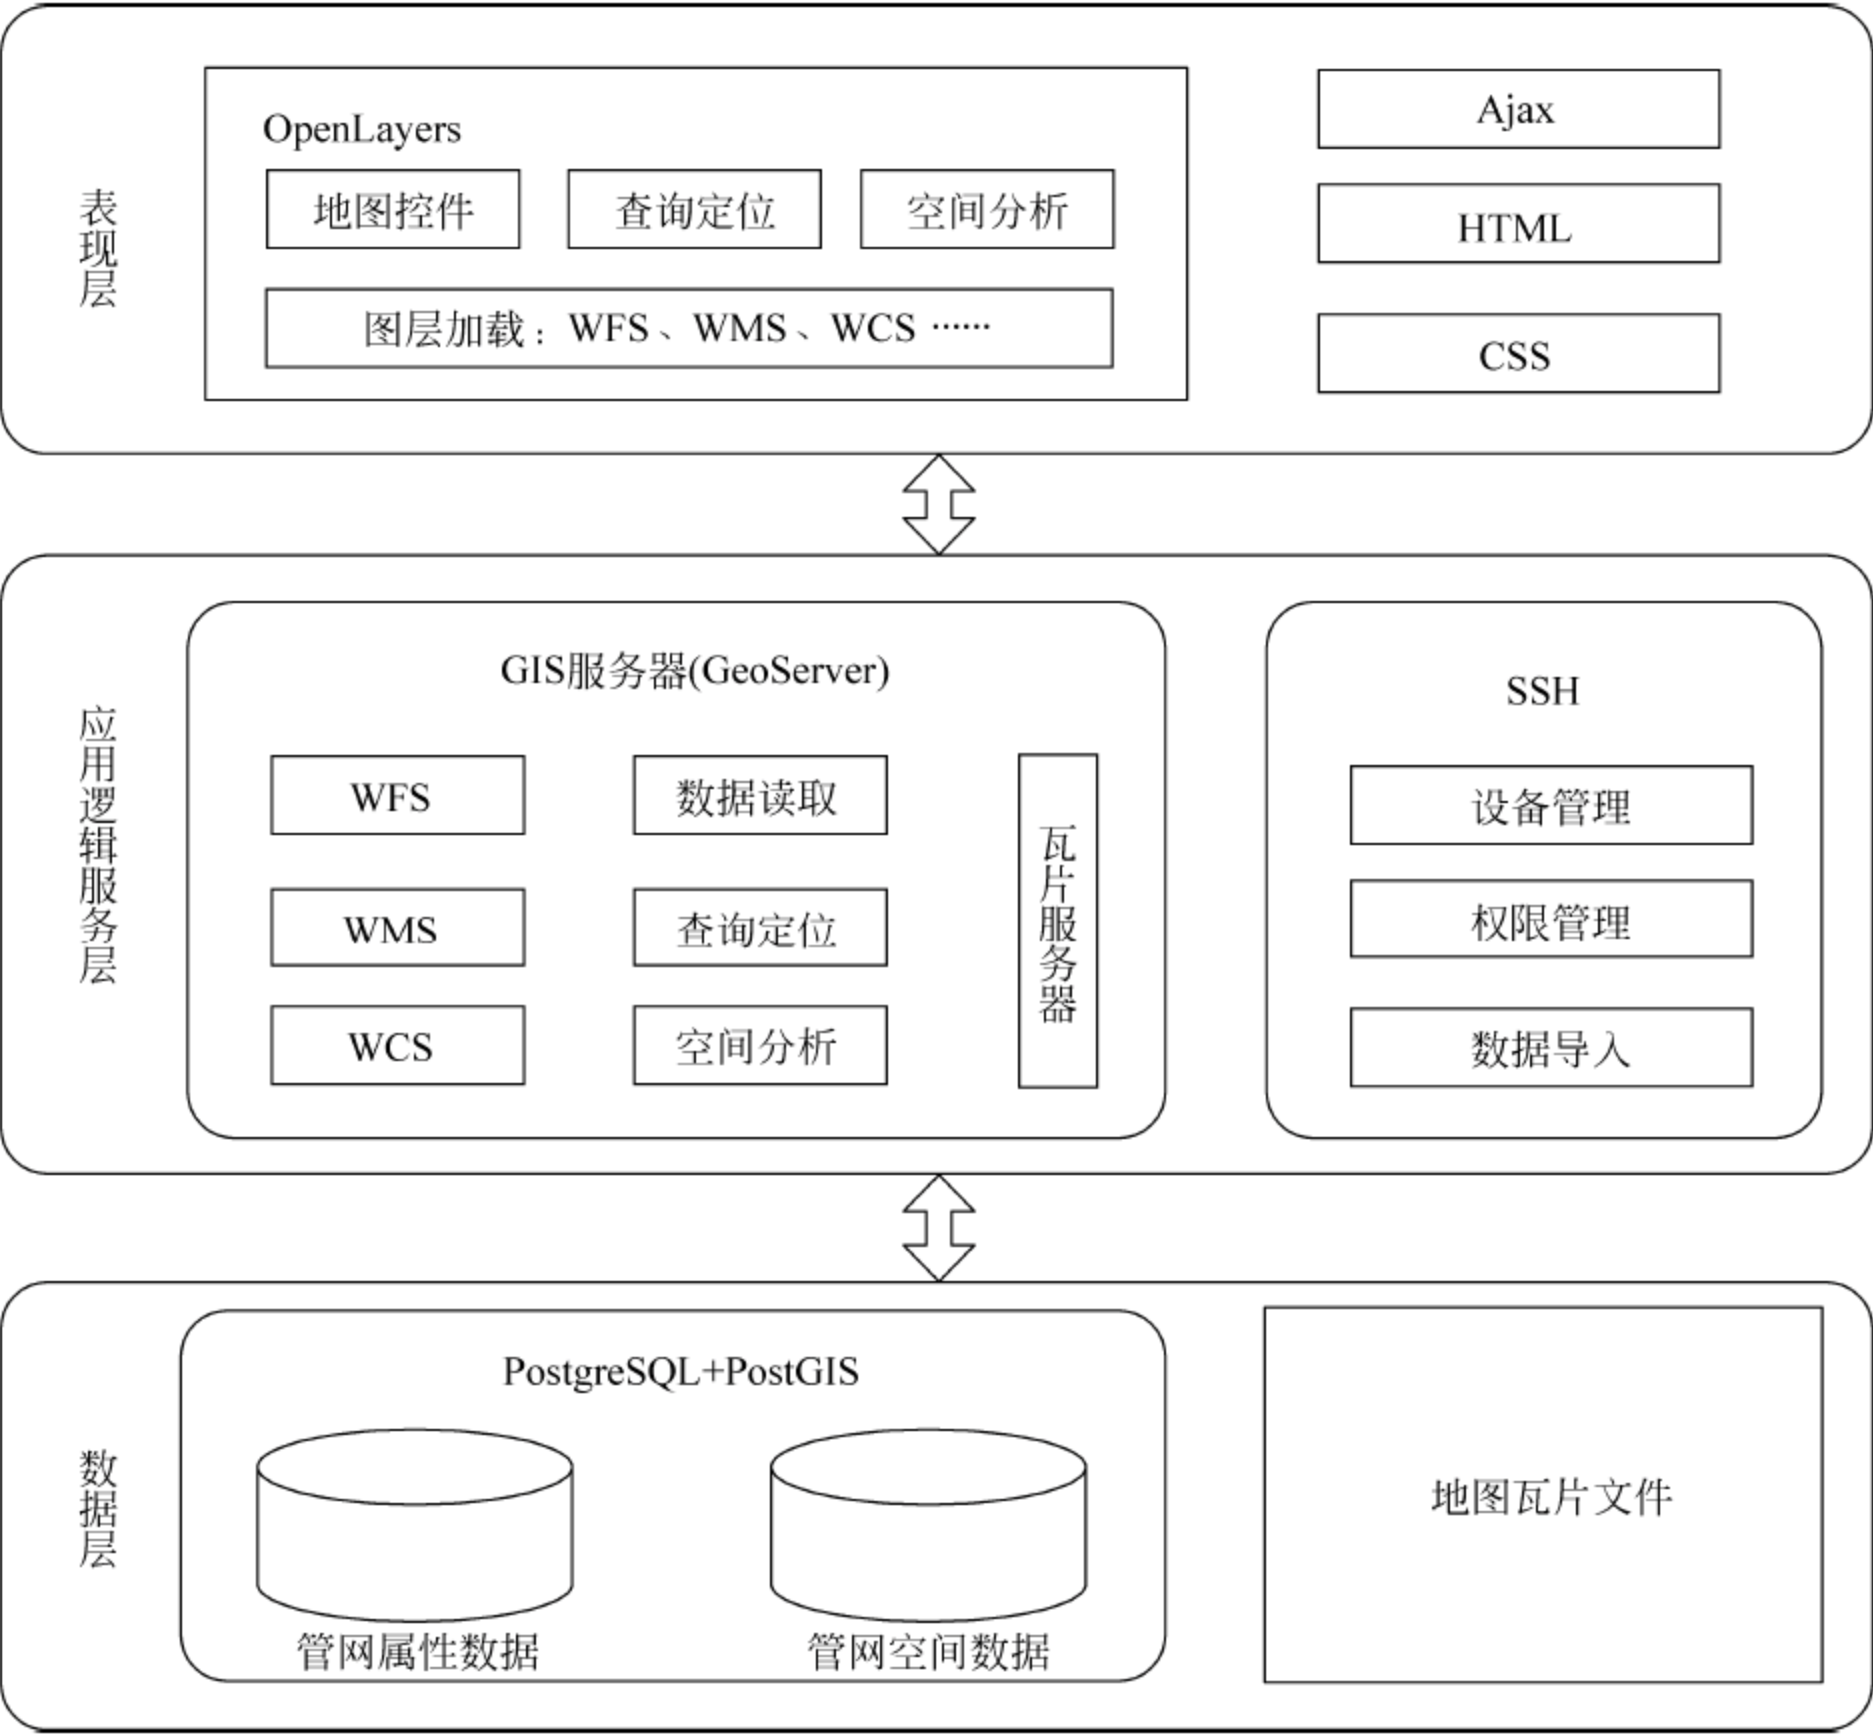 表现层
OpenLayers
地图控件
查询定位
空间分析
图层加载：WFS、WMS、WCS ······
Ajax
HTML
CSS
应用逻辑服务层
GIS服务器(GeoServer)
WFS
数据读取
WMS
查询定位
WCS
空间分析
瓦片服务器
SSH
设备管理
权限管理
数据导入
数据层
PostgreSQL+PostGIS
管网属性数据
管网空间数据
地图瓦片文件